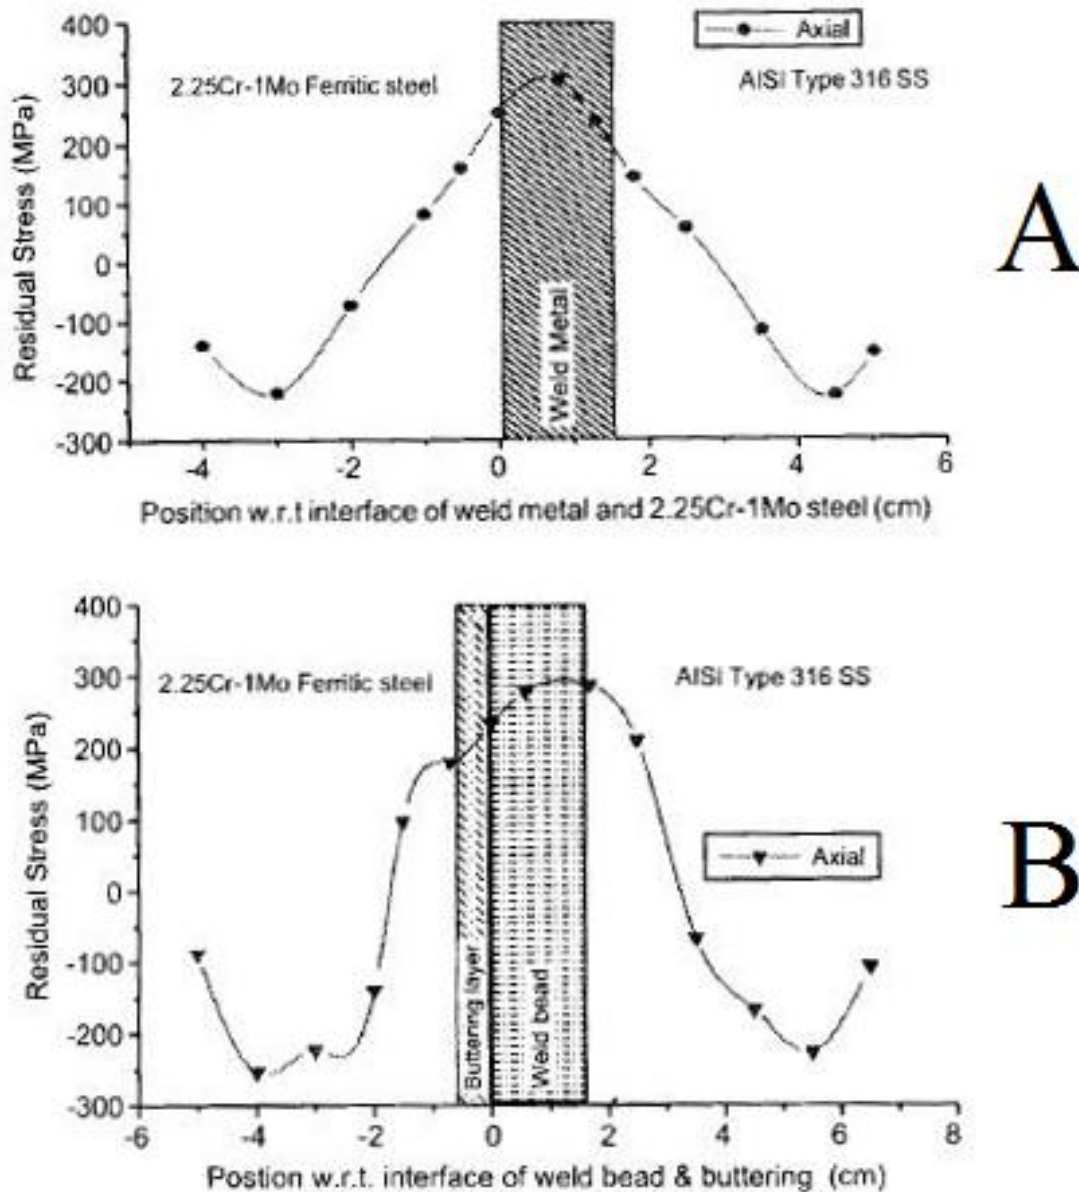 400
300
200
100
0
-100
-200
-300
Residual Stress (MPa)
Axial
2.25Cr-1Mo Ferritic steel
AISI Type 316 SS
Weld Metal
-4
-2
0
2
4
6
Position w.r.t interface of weld metal and 2.25Cr-1Mo steel (cm)
A
400
300
200
100
0
-100
-200
-300
Residual Stress (MPa)
2.25Cr-1Mo Ferritic steel
AISI Type 316 SS
Axial
Buttering layer
Weld bead
-6
-4
-2
0
2
4
6
8
Postion w.r.t. interface of weld bead & buttering (cm)
B